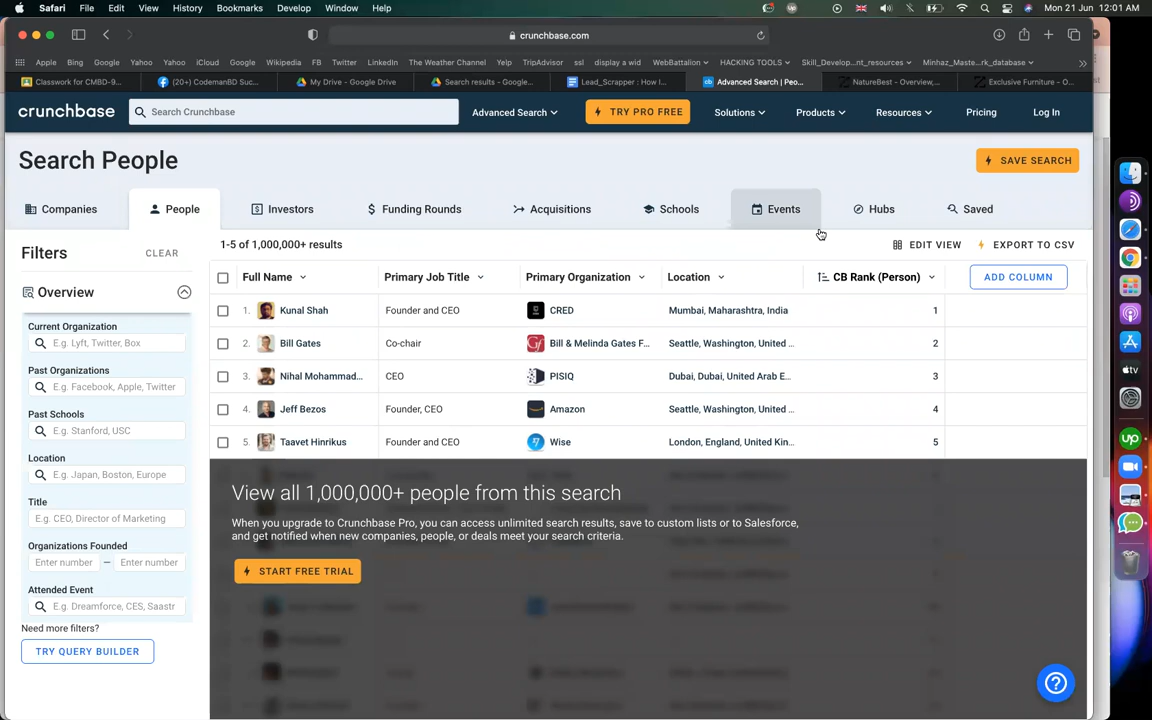 Safari File Edit View History Bookmarks Develop Window Help Mon 21 Jun 12:01 AM
crunchbase.com
Apple Bing Google Yahoo Yahoo iCloud Google Wikipedia FB Twitter LinkedIn The Weather Channel Yelp TripAdvisor ssl display a wid WebBattalion HACKING TOOLS Skill_Develop...nt_resources Minhaz_Maste...rk_database
Classwork for CMBD-9... (20+) CodemanBD Suc... My Drive - Google Drive Search results - Google... Lead_Scrapper : How I... Advanced Search | Peo... NatureBest - Overview,... Exclusive Furniture - O...
crunchbase Search Crunchbase Advanced Search TRY PRO FREE Solutions Products Resources Pricing Log In
Search People SAVE SEARCH
Companies People Investors Funding Rounds Acquisitions Schools Events Hubs Saved
Filters CLEAR 1-5 of 1,000,000+ results EDIT VIEW EXPORT TO CSV
Full Name Primary Job Title Primary Organization Location CB Rank (Person) ADD COLUMN
Overview
1. Kunal Shah Founder and CEO CRED Mumbai, Maharashtra, India 1
Current Organization
E.g. Lyft, Twitter, Box
2. Bill Gates Co-chair Bill & Melinda Gates F... Seattle, Washington, United ... 2
Past Organizations
E.g. Facebook, Apple, Twitter
3. Nihal Mohammad... CEO PISIQ Dubai, Dubai, United Arab E... 3
Past Schools
E.g. Stanford, USC
4. Jeff Bezos Founder, CEO Amazon Seattle, Washington, United ... 4
5. Taavet Hinrikus Founder and CEO Wise London, England, United Kin... 5
Location
E.g. Japan, Boston, Europe
Title
E.g. CEO, Director of Marketing
Organizations Founded
Enter number — Enter number
Attended Event
E.g. Dreamforce, CES, Saastr
Need more filters?
TRY QUERY BUILDER
View all 1,000,000+ people from this search
When you upgrade to Crunchbase Pro, you can access unlimited search results, save to custom lists or to Salesforce,
and get notified when new companies, people, or deals meet your search criteria.
START FREE TRIAL